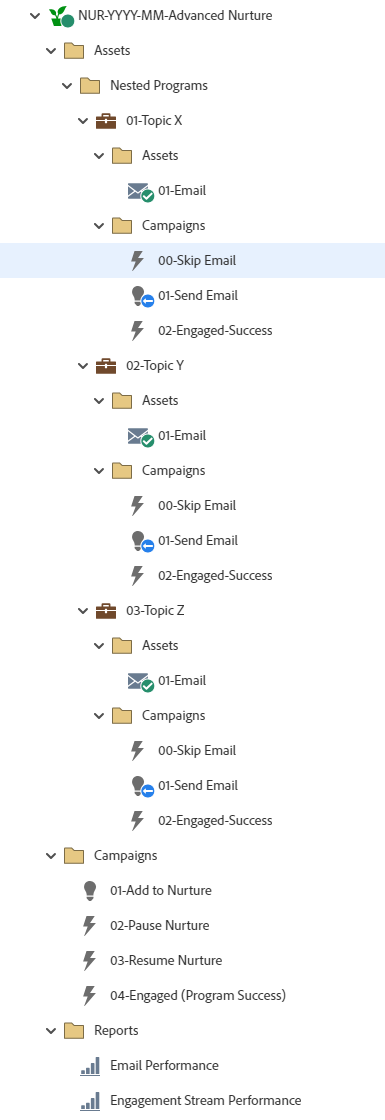 NUR-YYYY-MM-Advanced Nurture
Assets
Nested Programs
01-Topic X
Assets
01-Email
Campaigns
00-Skip Email
01-Send Email
02-Engaged-Success
02-Topic Y
Assets
01-Email
Campaigns
00-Skip Email
01-Send Email
02-Engaged-Success
03-Topic Z
Assets
01-Email
Campaigns
00-Skip Email
01-Send Email
02-Engaged-Success
Campaigns
01-Add to Nurture
02-Pause Nurture
03-Resume Nurture
04-Engaged (Program Success)
Reports
Email Performance
Engagement Stream Performance